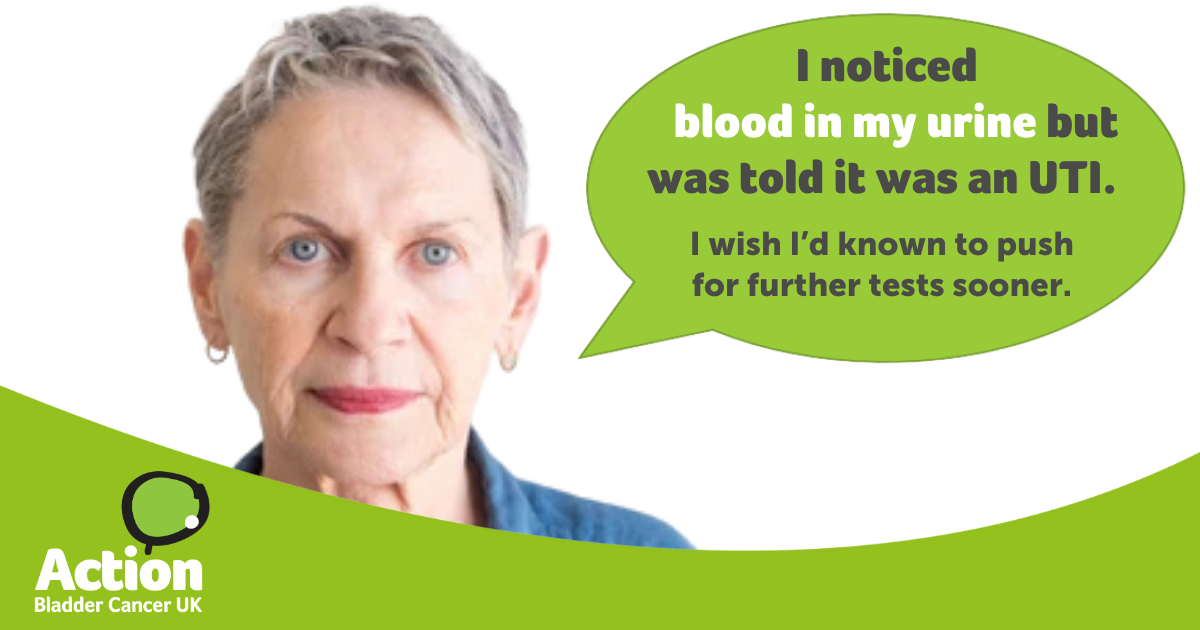 I noticed
blood in my urine but
was told it was an UTI.
I wish I’d known to push
for further tests sooner.
Action
Bladder Cancer UK